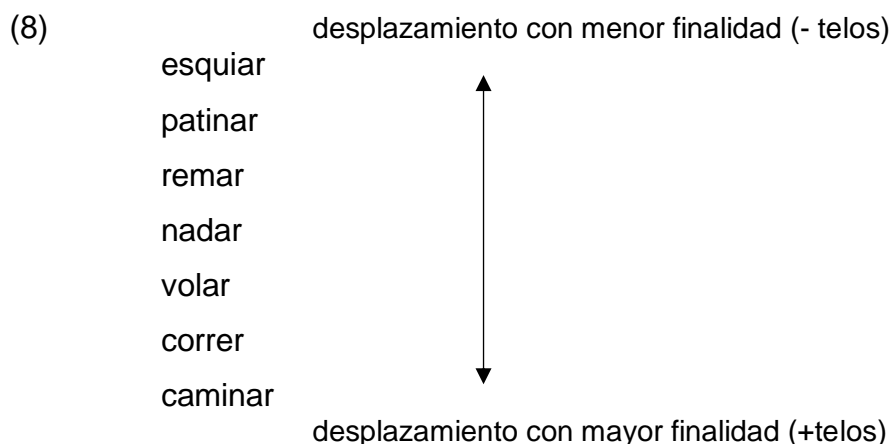 (8) desplazamiento con menor finalidad (- telos)
esquiar
patinar
remar
nadar
volar
correr
caminar
desplazamiento con mayor finalidad (+telos)